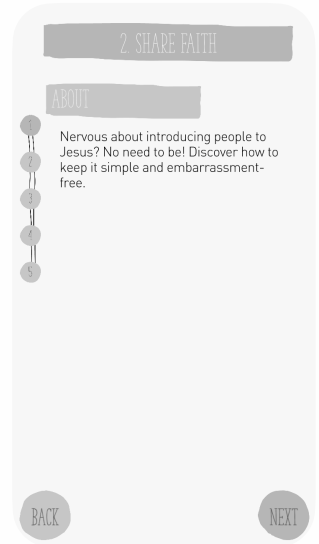 2. SHARE FAITH
ABOUT
1
Nervous about introducing people to
Jesus? No need to be! Discover how to
keep it simple and embarrassment-
free.
2
3
4
5
BACK
NEXT